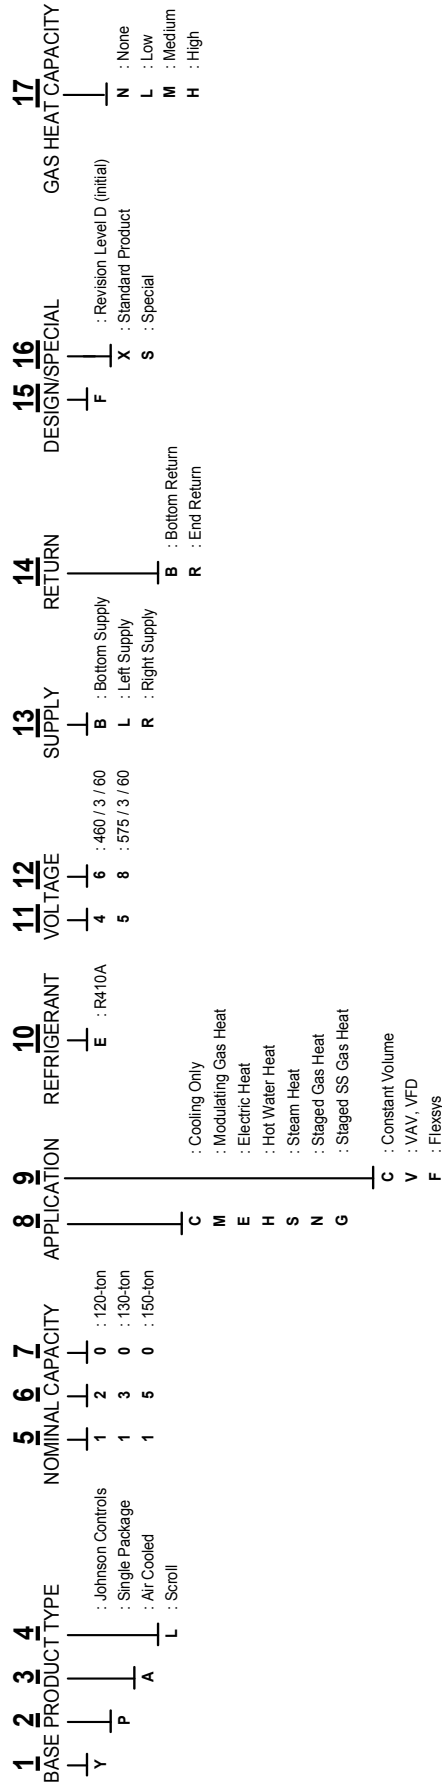 1 2 3 4 5 6 7 8 9 10 11 12 13 14 15 16 17
BASE PRODUCT TYPE NOMINAL CAPACITY APPLICATION REFRIGERANT VOLTAGE SUPPLY RETURN DESIGN/SPECIAL GAS HEAT CAPACITY
Y : Johnson Controls
P : Single Package
A : Air Cooled
L : Scroll
1 2 0 : 120-ton
1 3 0 : 130-ton
1 5 0 : 150-ton
C : Cooling Only
M : Modulating Gas Heat
E : Electric Heat
H : Hot Water Heat
S : Steam Heat
N : Staged Gas Heat
G : Staged SS Gas Heat
C : Constant Volume
V : VAV, VFD
F : Flexsys
E : R410A
4 6 : 460 / 3 / 60
5 8 : 575 / 3 / 60
B : Bottom Supply
L : Left Supply
R : Right Supply
B : Bottom Return
R : End Return
F : Revision Level D (initial)
X : Standard Product
S : Special
N : None
L : Low
M : Medium
H : High